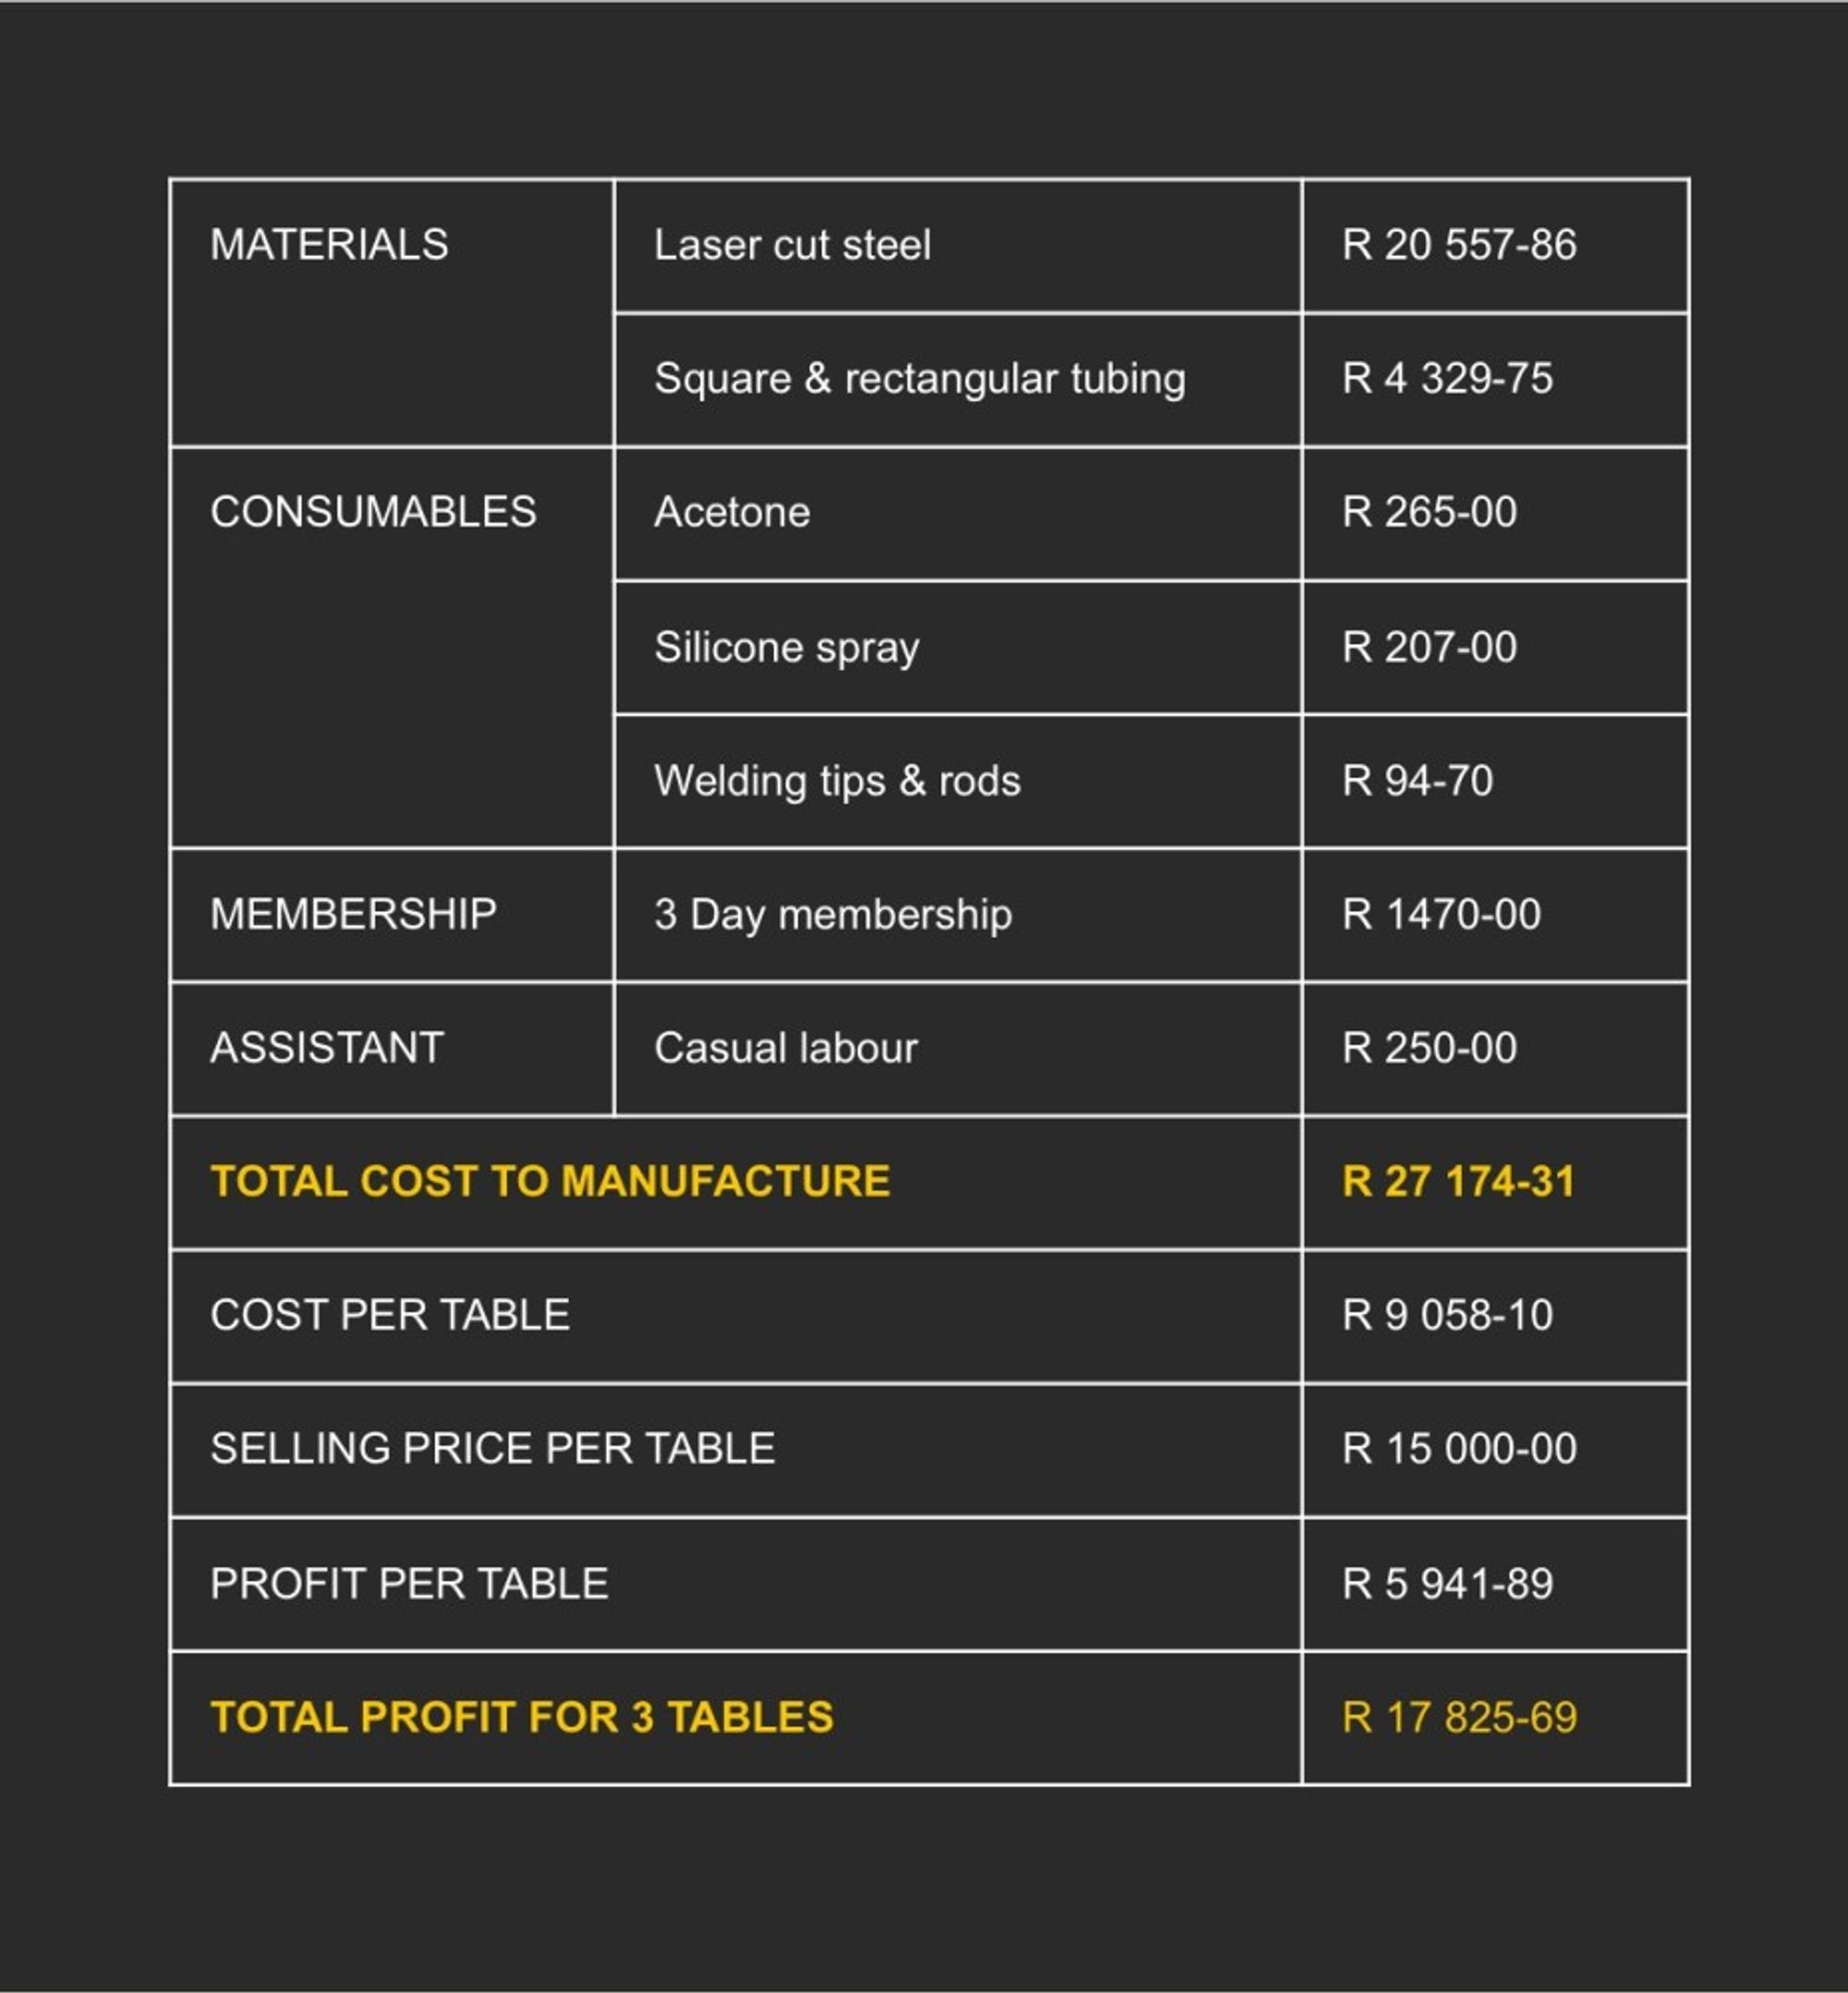 MATERIALS Laser cut steel R 20 557-86
Square & rectangular tubing R 4 329-75
CONSUMABLES Acetone R 265-00
Silicone spray R 207-00
Welding tips & rods R 94-70
MEMBERSHIP 3 Day membership R 1470-00
ASSISTANT Casual labour R 250-00
TOTAL COST TO MANUFACTURE R 27 174-31
COST PER TABLE R 9 058-10
SELLING PRICE PER TABLE R 15 000-00
PROFIT PER TABLE R 5 941-89
TOTAL PROFIT FOR 3 TABLES R 17 825-69